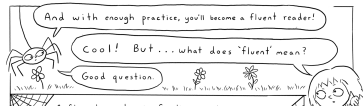 And with enough practice, you'll become a fluent reader!
Cool! But... what does 'fluent' mean?
Good question.